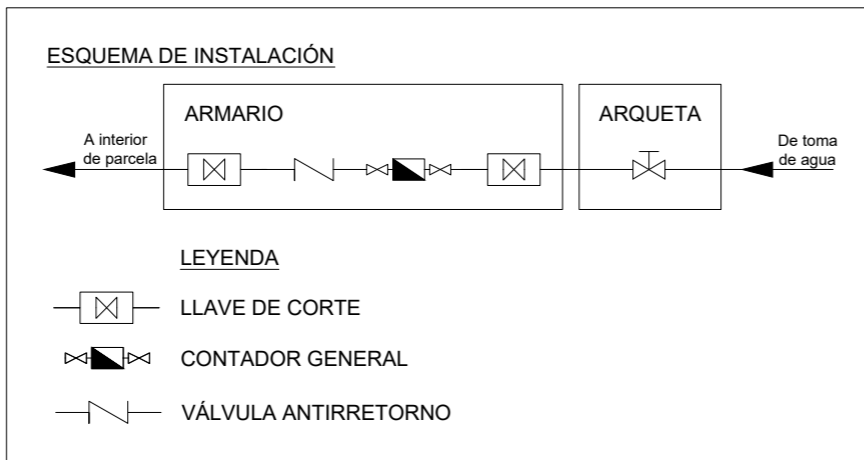 ESQUEMA DE INSTALACIÓN
ARMARIO
ARQUETA
A interior
de parcela
De toma
de agua
LEYENDA
LLAVE DE CORTE
CONTADOR GENERAL
VÁLVULA ANTIRRETORNO